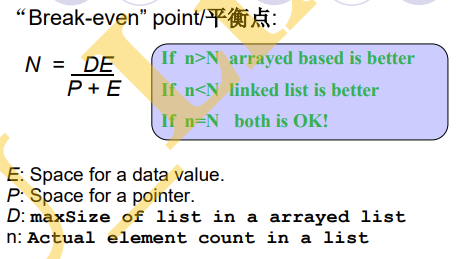 “Break-even” point/平衡点:
N = DE
P + E
If n>N arrayed based is better
If n<N linked list is better
If n=N both is OK!
E: Space for a data value.
P: Space for a pointer.
D: maxSize of list in a arrayed list
n: Actual element count in a list